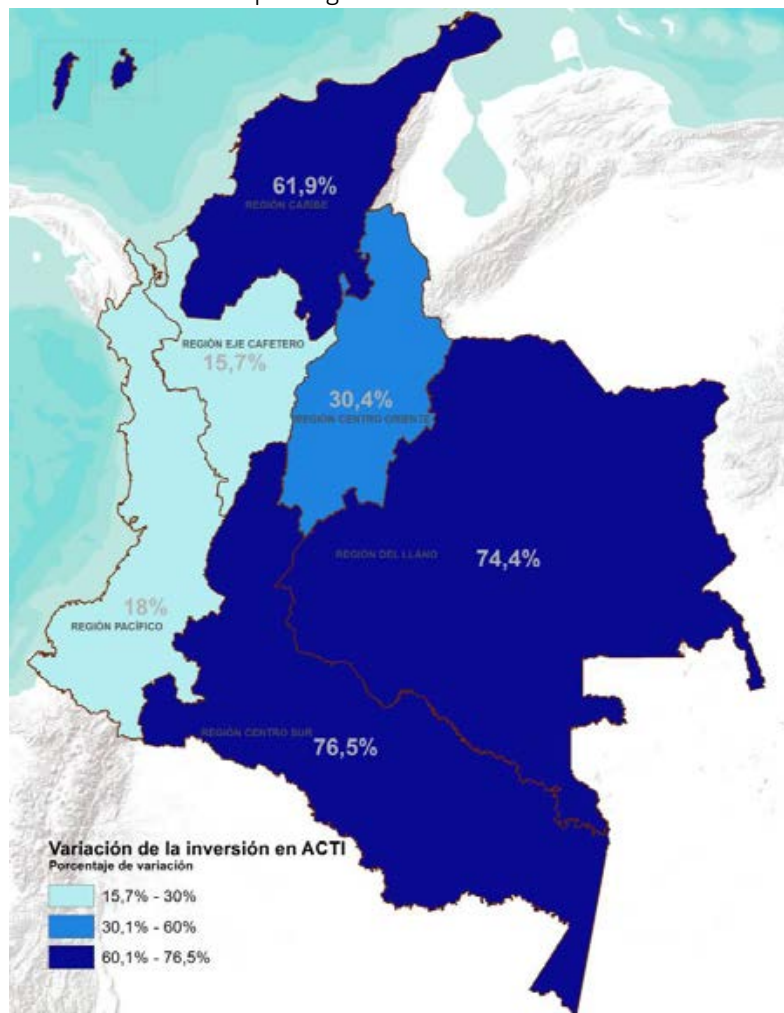 61,9%
REGIÓN CARIBE
REGIÓN EJE CAFETERO
15,7%
30,4%
REGIÓN CENTRO ORIENTE
REGIÓN DEL LLANO
74,4%
18%
REGIÓN PACÍFICO
REGIÓN CENTRO SUR
76,5%
Variación de la inversión en ACTI
Porcentaje de variación
15,7% - 30%
30,1% - 60%
60,1% - 76,5%